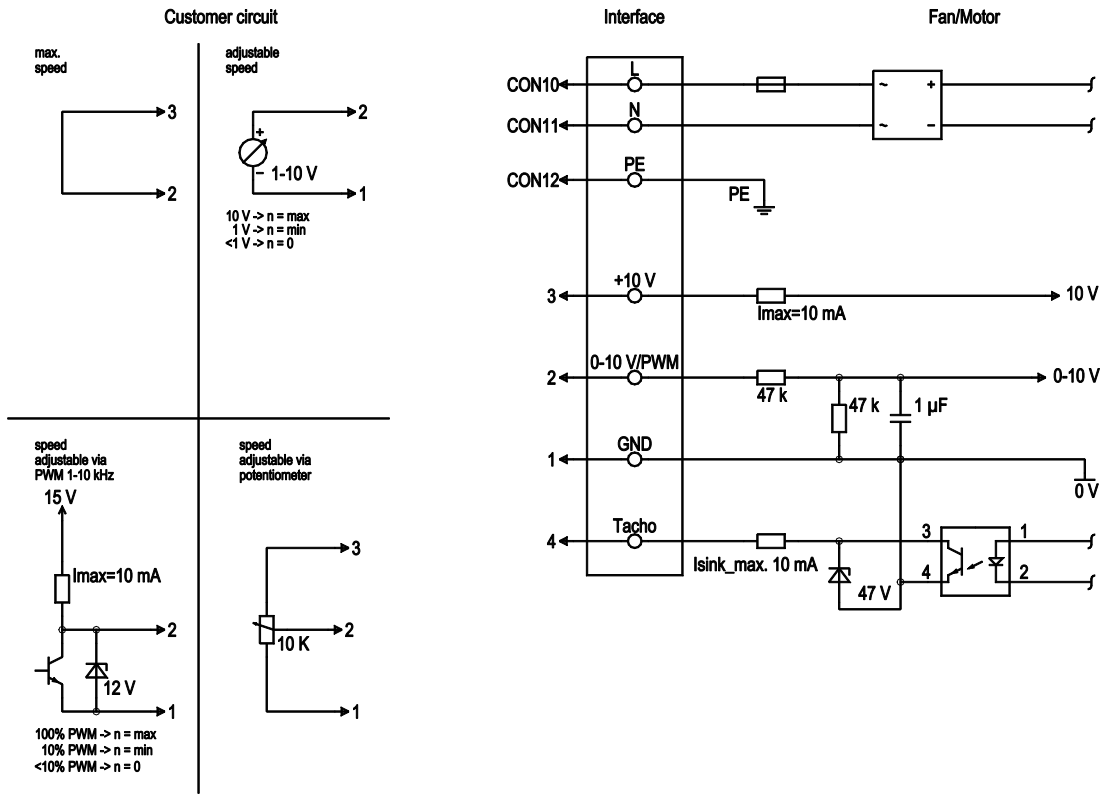 Customer circuit
max.
speed
3
2
adjustable
speed
2
+
1-10 V
–
1
10 V -> n = max
1 V -> n = min
<1 V -> n = 0
speed
adjustable via
PWM 1-10 kHz
15 V
Imax=10 mA
2
12 V
1
100% PWM -> n = max
10% PWM -> n = min
<10% PWM -> n = 0
speed
adjustable via
potentiometer
3
2
10 K
1
Interface
Fan/Motor
L
CON10
~ +
N
CON11
~ –
PE
CON12
PE
+10 V
3
10 V
Imax=10 mA
0-10 V/PWM
2
0-10 V
47 k
47 k
1 µF
GND
1
0 V
Tacho
4
3 1
Isink_max. 10 mA
4 2
47 V